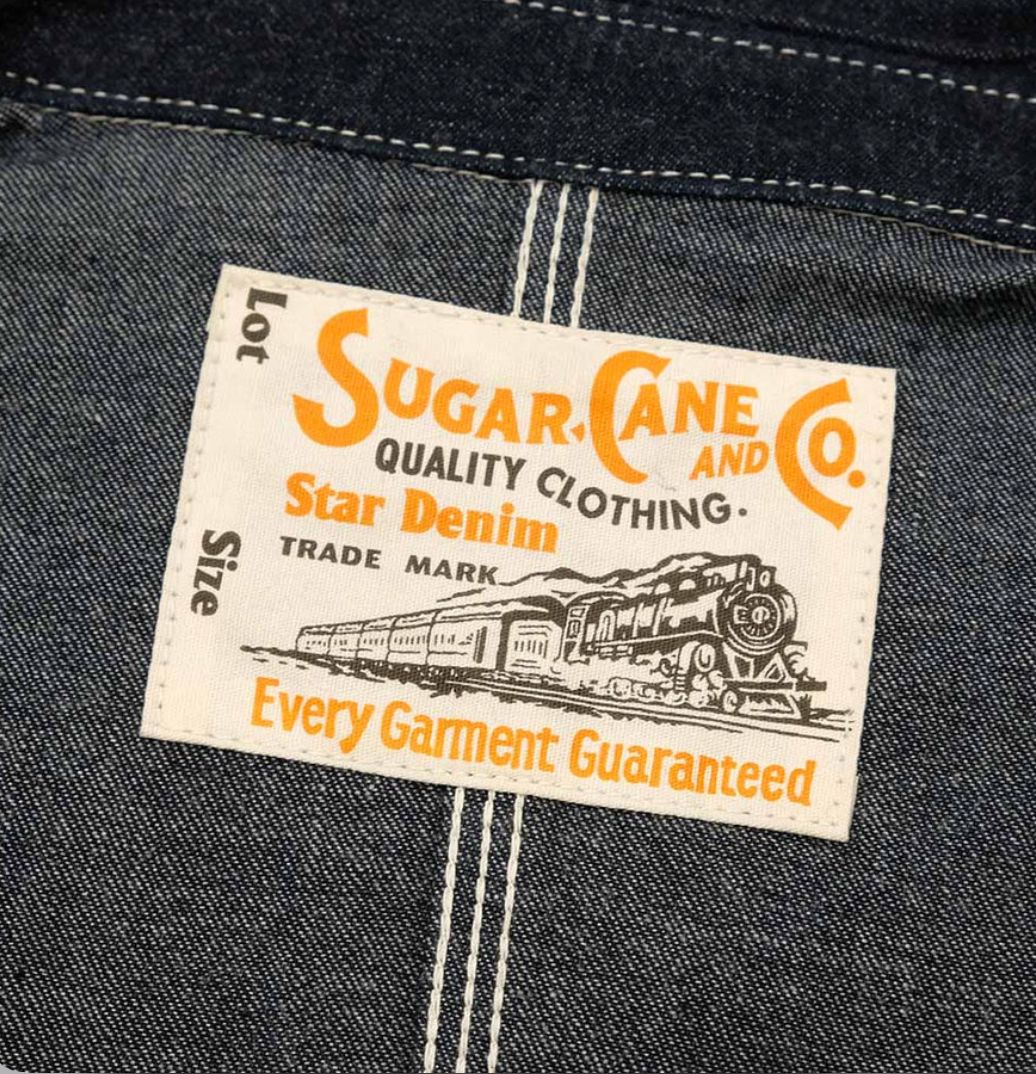 Lot
SUGAR CANE AND CO.
QUALITY CLOTHING.
Star Denim
TRADE MARK
Size
Every Garment Guaranteed